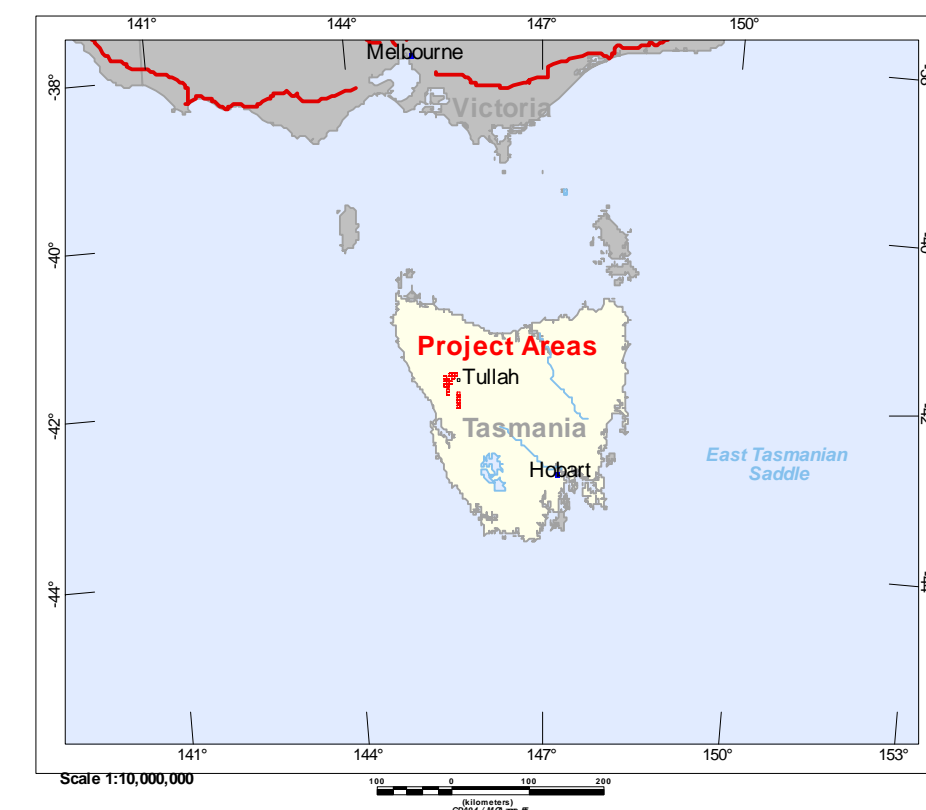 141° 144° 147° 150°
Melbourne
-38°
Victoria
-40°
Project Areas
Tullah
-42°
Tasmania
East Tasmanian
Saddle
Hobart
-44°
141° 144° 147° 150° 153°
Scale 1:10,000,000
100 0 100 200
(kilometers)